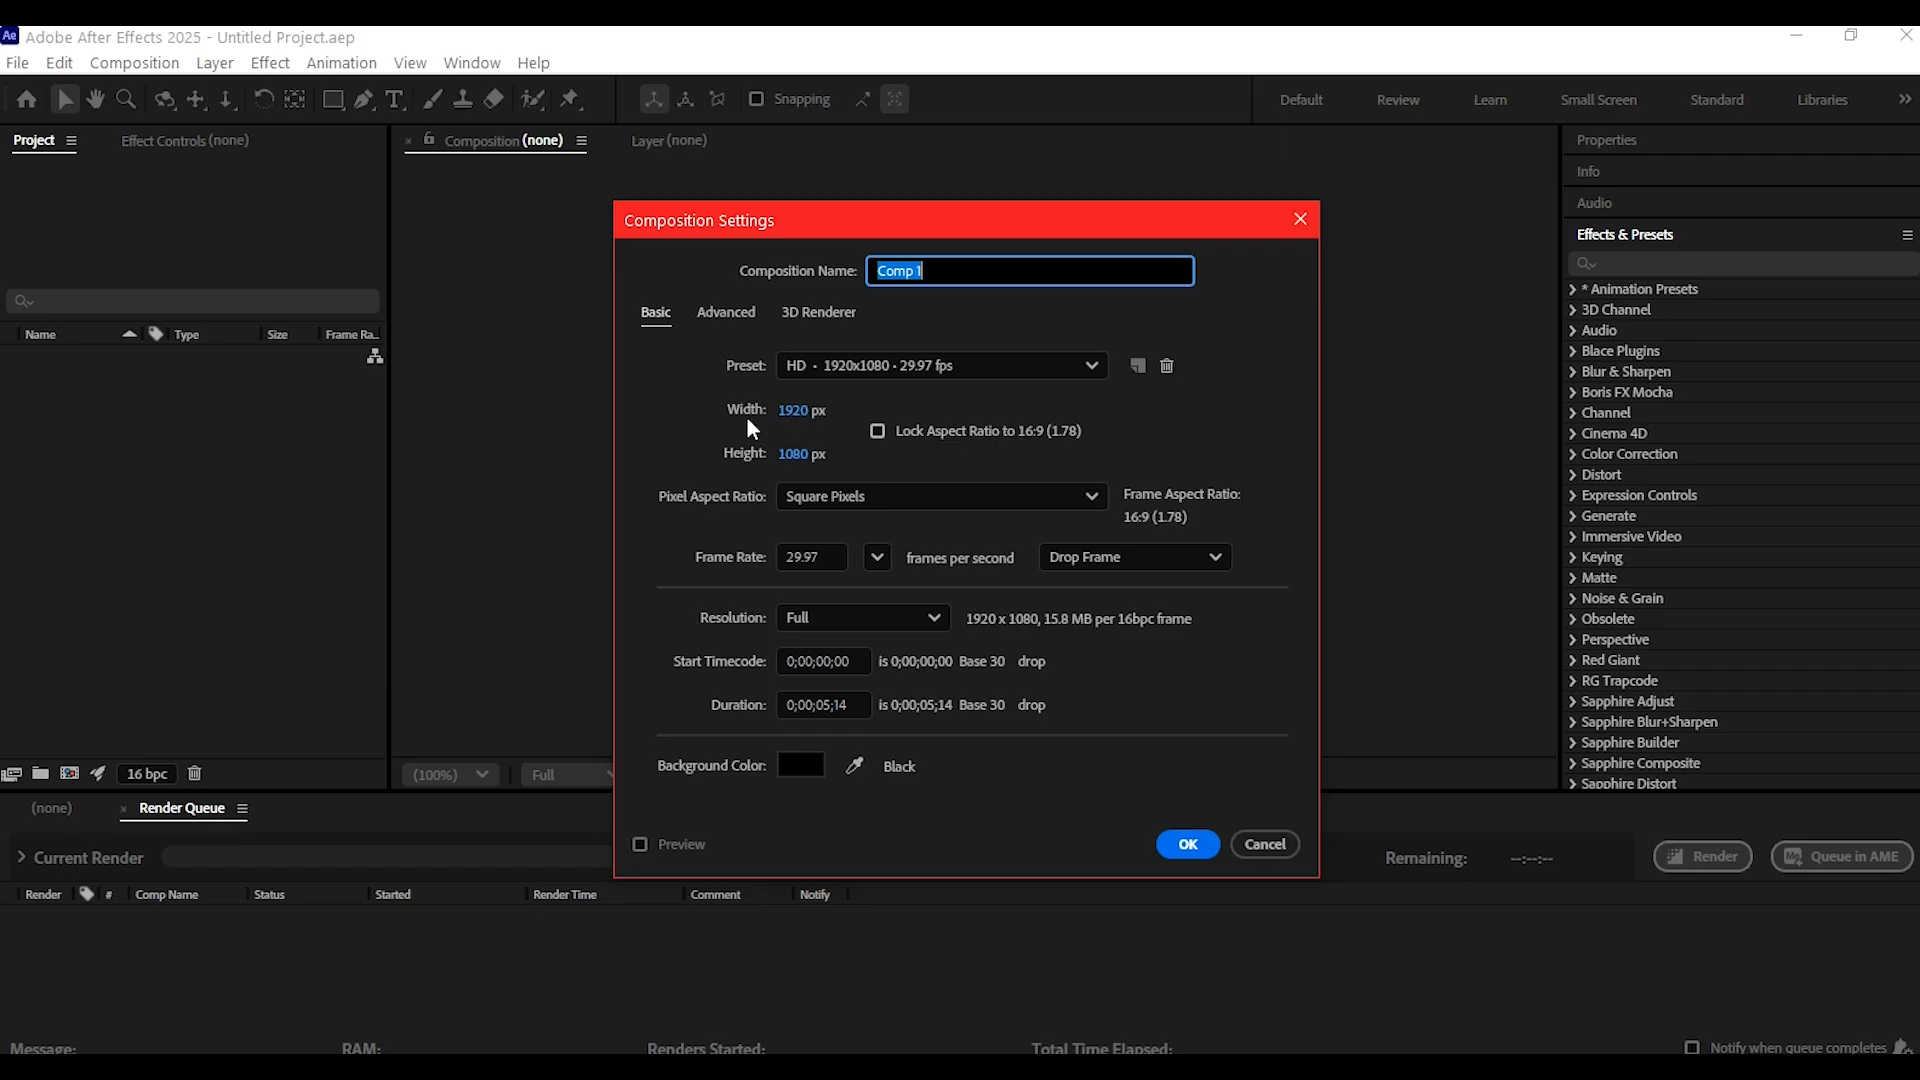 Ae Adobe After Effects 2025 - Untitled Project.aep
File Edit Composition Layer Effect Animation View Window Help
T Snapping Default Review Learn Small Screen Standard Libraries
Project Effect Controls (none) × Composition (none) Layer (none) Properties
Info
Audio
Composition Settings
Effects & Presets
Composition Name: Comp 1
Basic Advanced 3D Renderer
Name Type Size Frame Ra...
Preset: HD • 1920x1080 • 29.97 fps
Width: 1920 px
Lock Aspect Ratio to 16:9 (1.78)
Height: 1080 px
Pixel Aspect Ratio: Square Pixels Frame Aspect Ratio:
16:9 (1.78)
Frame Rate: 29.97 frames per second Drop Frame
Resolution: Full 1920 x 1080, 15.8 MB per 16bpc frame
Start Timecode: 0;00;00;00 is 0;00;00;00 Base 30 drop
Duration: 0;00;05;14 is 0;00;05;14 Base 30 drop
Background Color: Black
Preview OK Cancel
* Animation Presets
3D Channel
Audio
Blace Plugins
Blur & Sharpen
Boris FX Mocha
Channel
Cinema 4D
Color Correction
Distort
Expression Controls
Generate
Immersive Video
Keying
Matte
Noise & Grain
Obsolete
Perspective
Red Giant
RG Trapcode
Sapphire Adjust
Sapphire Blur+Sharpen
Sapphire Builder
Sapphire Composite
Sapphire Distort
16 bpc (100%) Full
(none) × Render Queue
Current Render Remaining: --:--:-- Render Queue in AME
Render # Comp Name Status Started Render Time Comment Notify
Message: RAM: Renders Started: Total Time Elapsed: Notify when queue completes